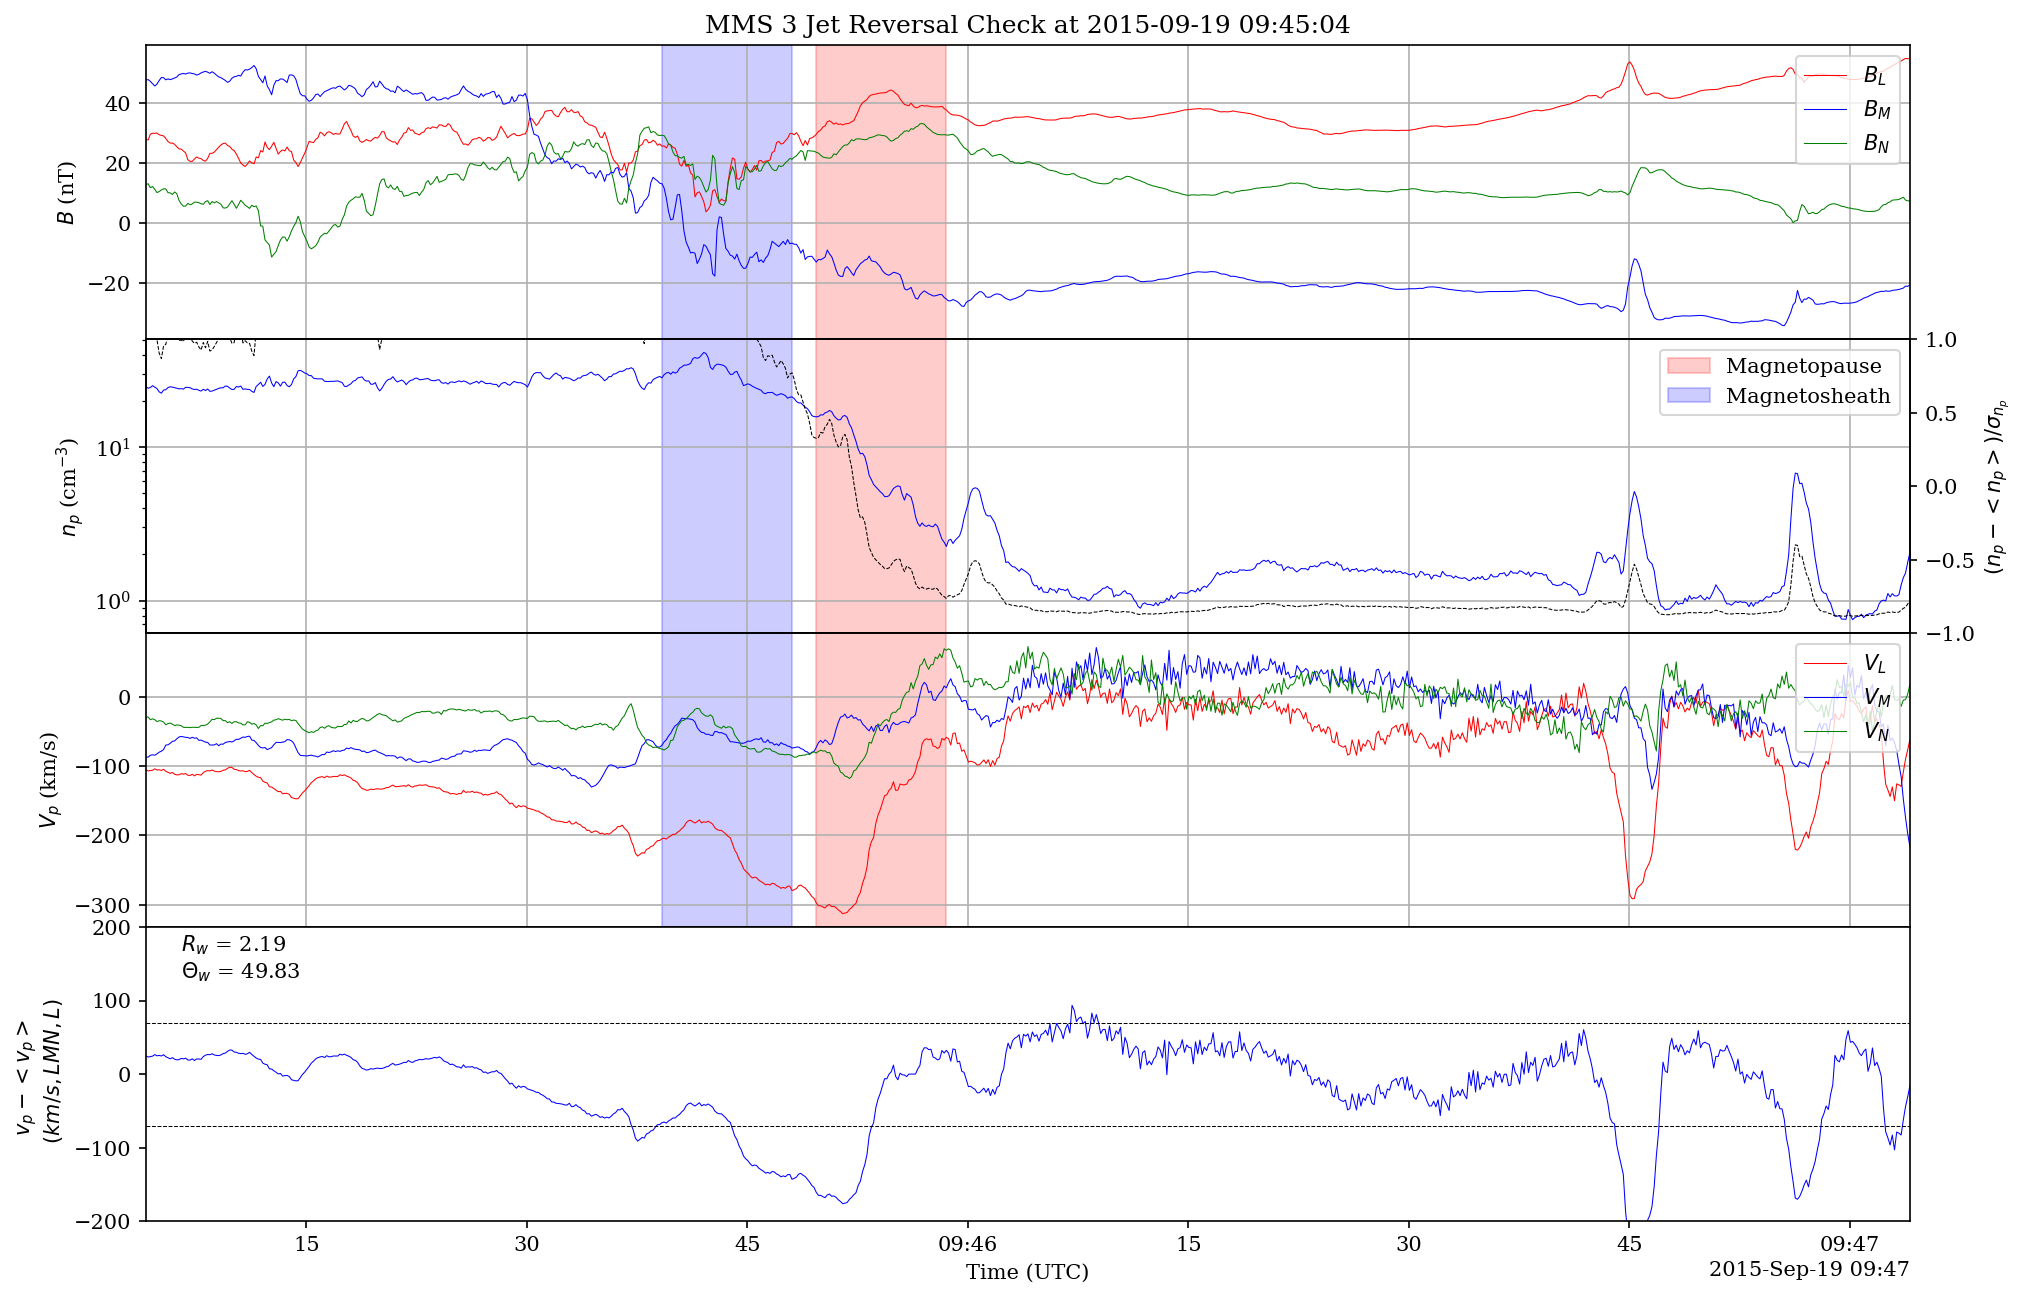 MMS 3 Jet Reversal Check at 2015-09-19 09:45:04
40
20
0
−20
B (nT)
B_L
B_M
B_N
10^1
10^0
n_p (cm^−3)
1.0
0.5
0.0
−0.5
−1.0
(n_p − < n_p >)/σ_{n_p}
Magnetopause
Magnetosheath
0
−100
−200
−300
V_p (km/s)
V_L
V_M
V_N
200
100
0
−100
−200
v_p − < v_p >
(km/s, LMN, L)
R_w = 2.19
Θ_w = 49.83
15
30
45
09:46
15
30
45
09:47
Time (UTC)
2015-Sep-19 09:47